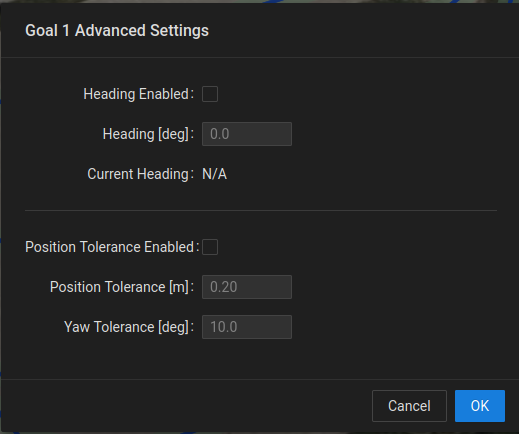 Goal 1 Advanced Settings
Heading Enabled:
Heading [deg]: 0.0
Current Heading: N/A
Position Tolerance Enabled:
Position Tolerance [m]: 0.20
Yaw Tolerance [deg]: 10.0
Cancel OK